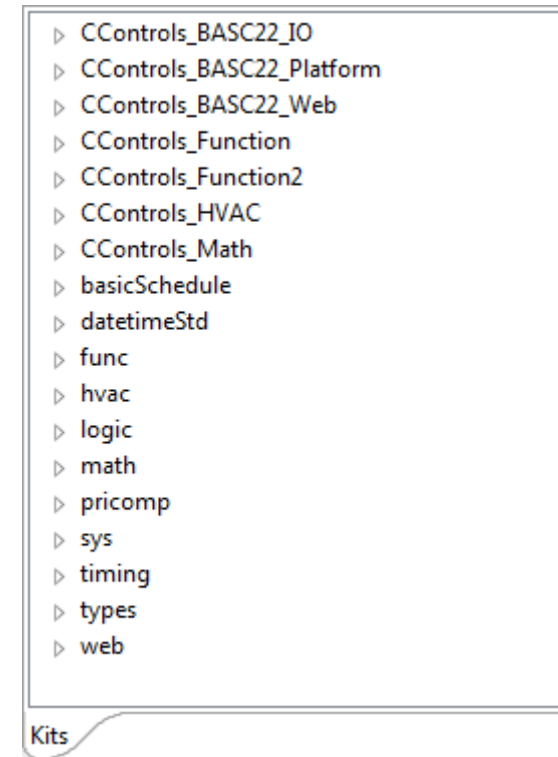 CControls_BASC22_IO
CControls_BASC22_Platform
CControls_BASC22_Web
CControls_Function
CControls_Function2
CControls_HVAC
CControls_Math
basicSchedule
datetimeStd
func
hvac
logic
math
pricomp
sys
timing
types
web
Kits